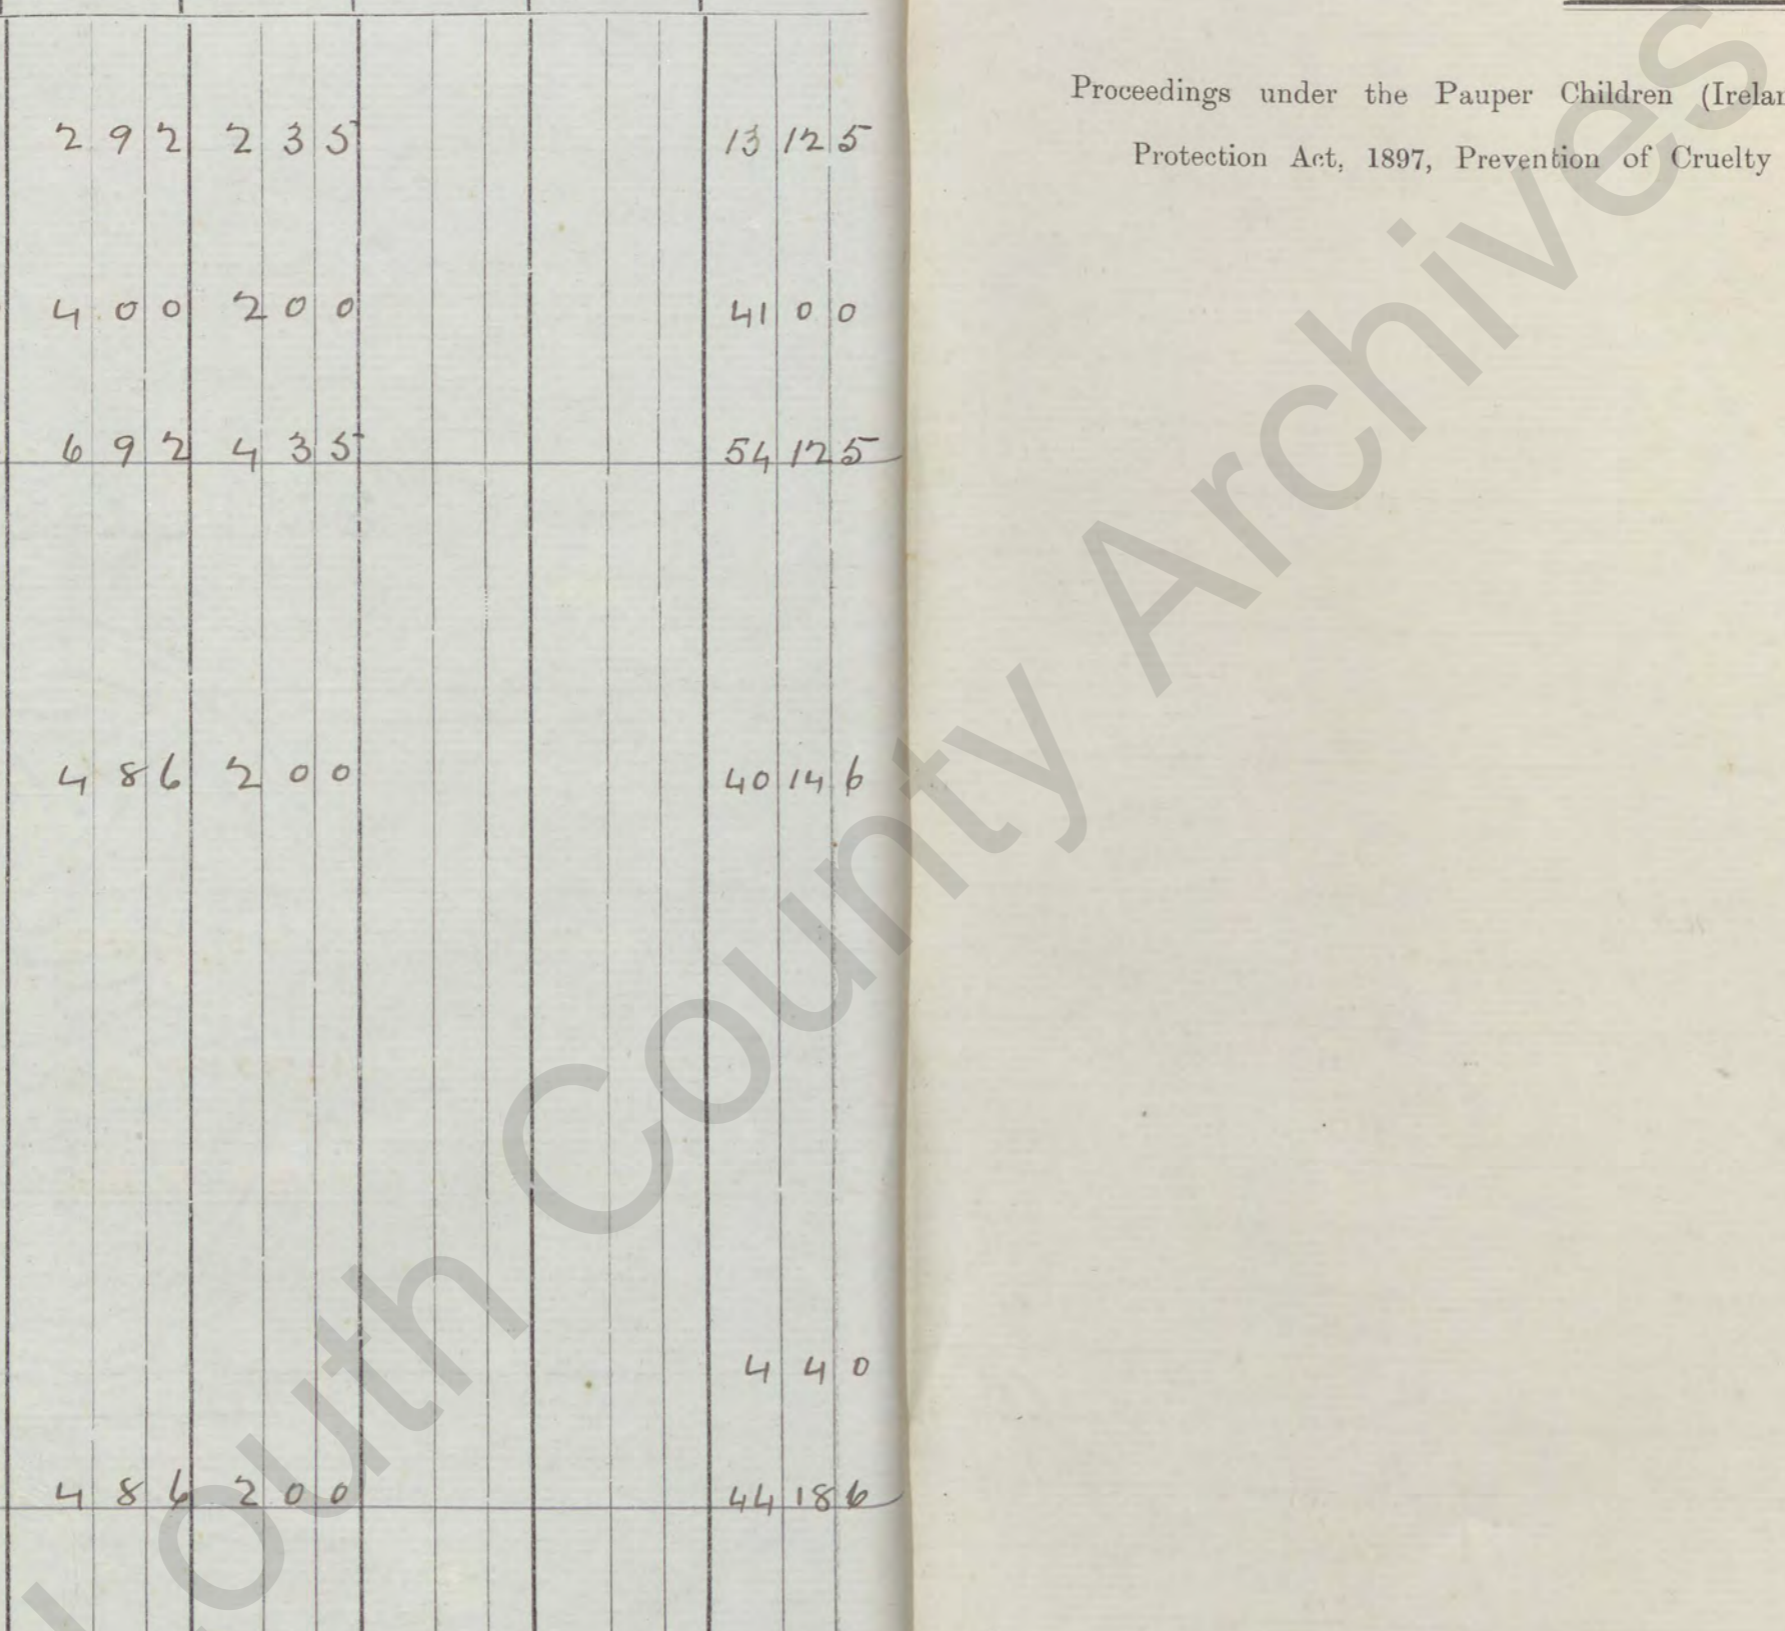 2 9 2 2 3 5 13 12 5
4 0 0 2 0 0 41 0 0
6 9 2 4 3 5 54 12 5
4 8 6 2 0 0 40 14 6
4 4 0
4 8 6 2 0 0 44 18 6
Proceedings under the Pauper Children (Irelan
Protection Act, 1897, Prevention of Cruelty
Louth County Archives